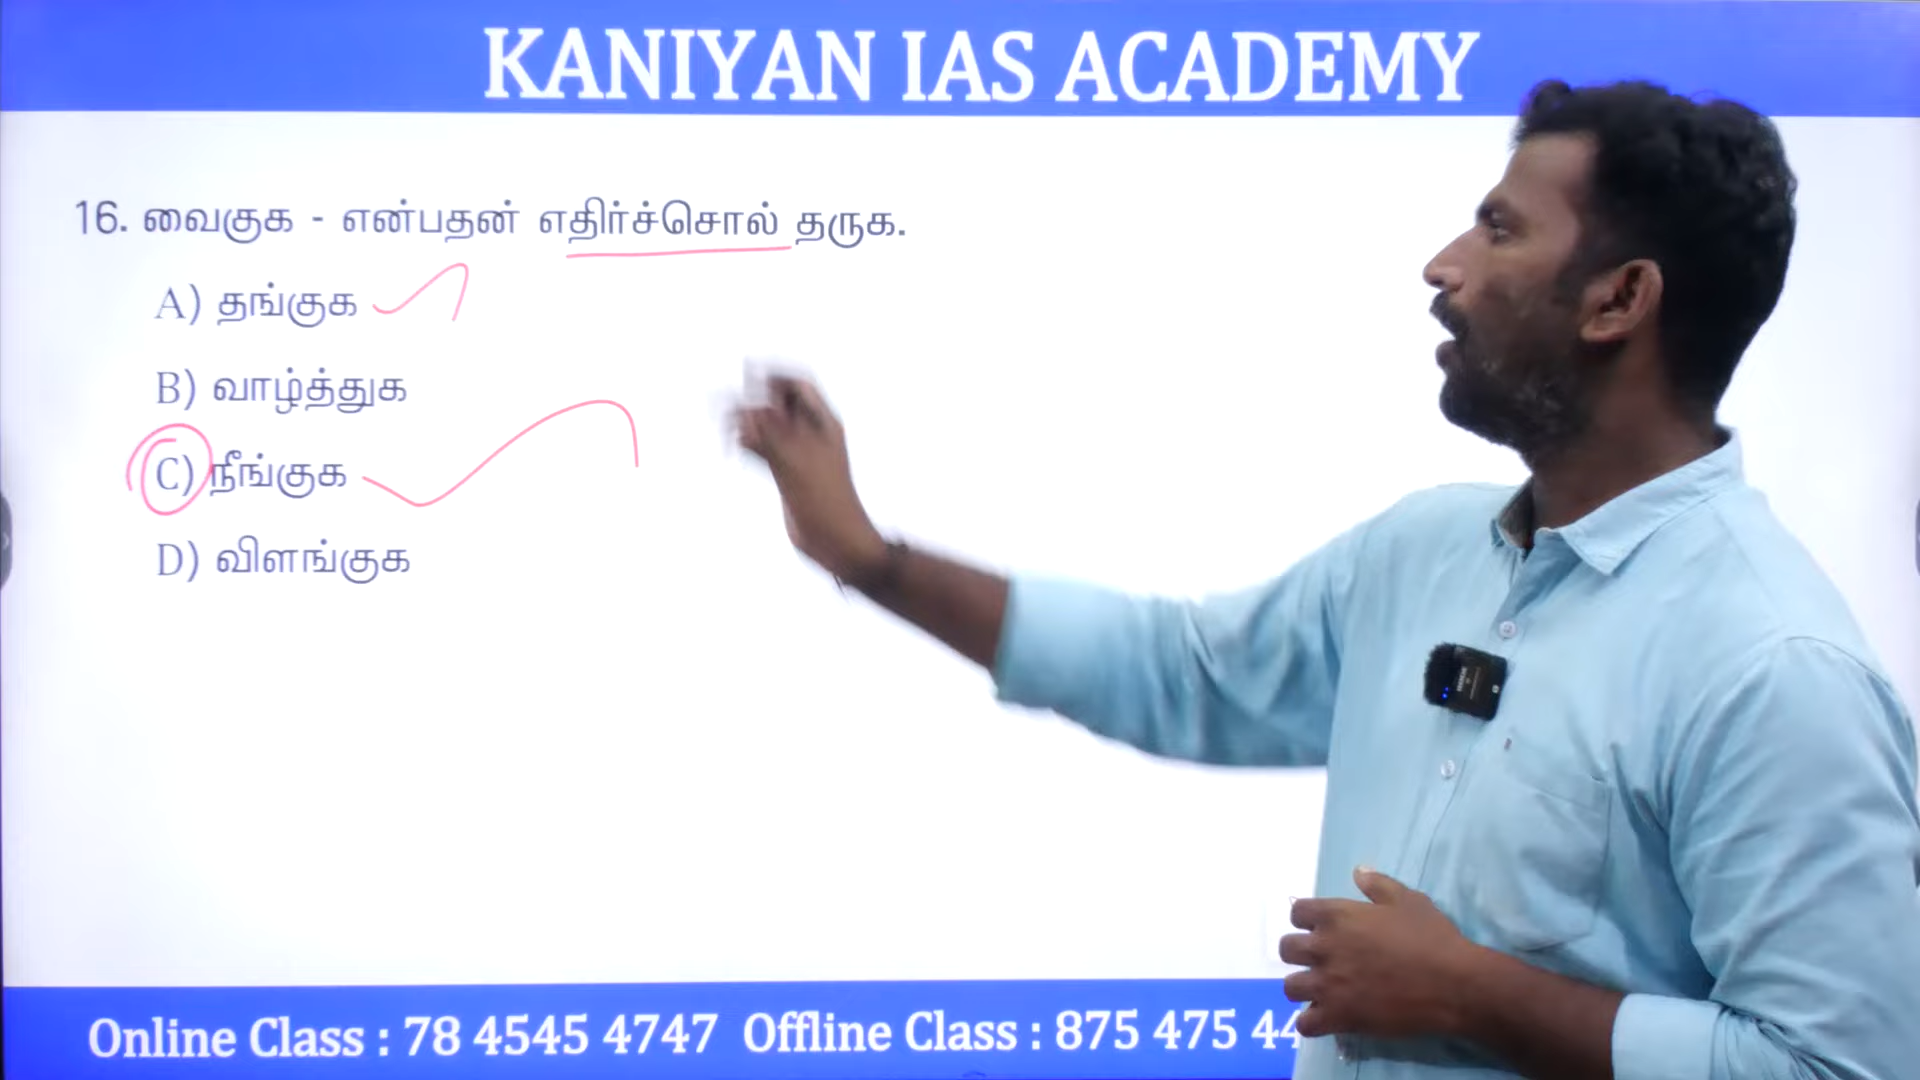 KANIYAN IAS ACADEMY
16. வைகுக - என்பதன் எதிர்ச்சொல் தருக.
A) தங்குக
B) வாழ்த்துக
C) நீங்குக
D) விளங்குக
Online Class : 78 4545 4747 Offline Class : 875 475 44